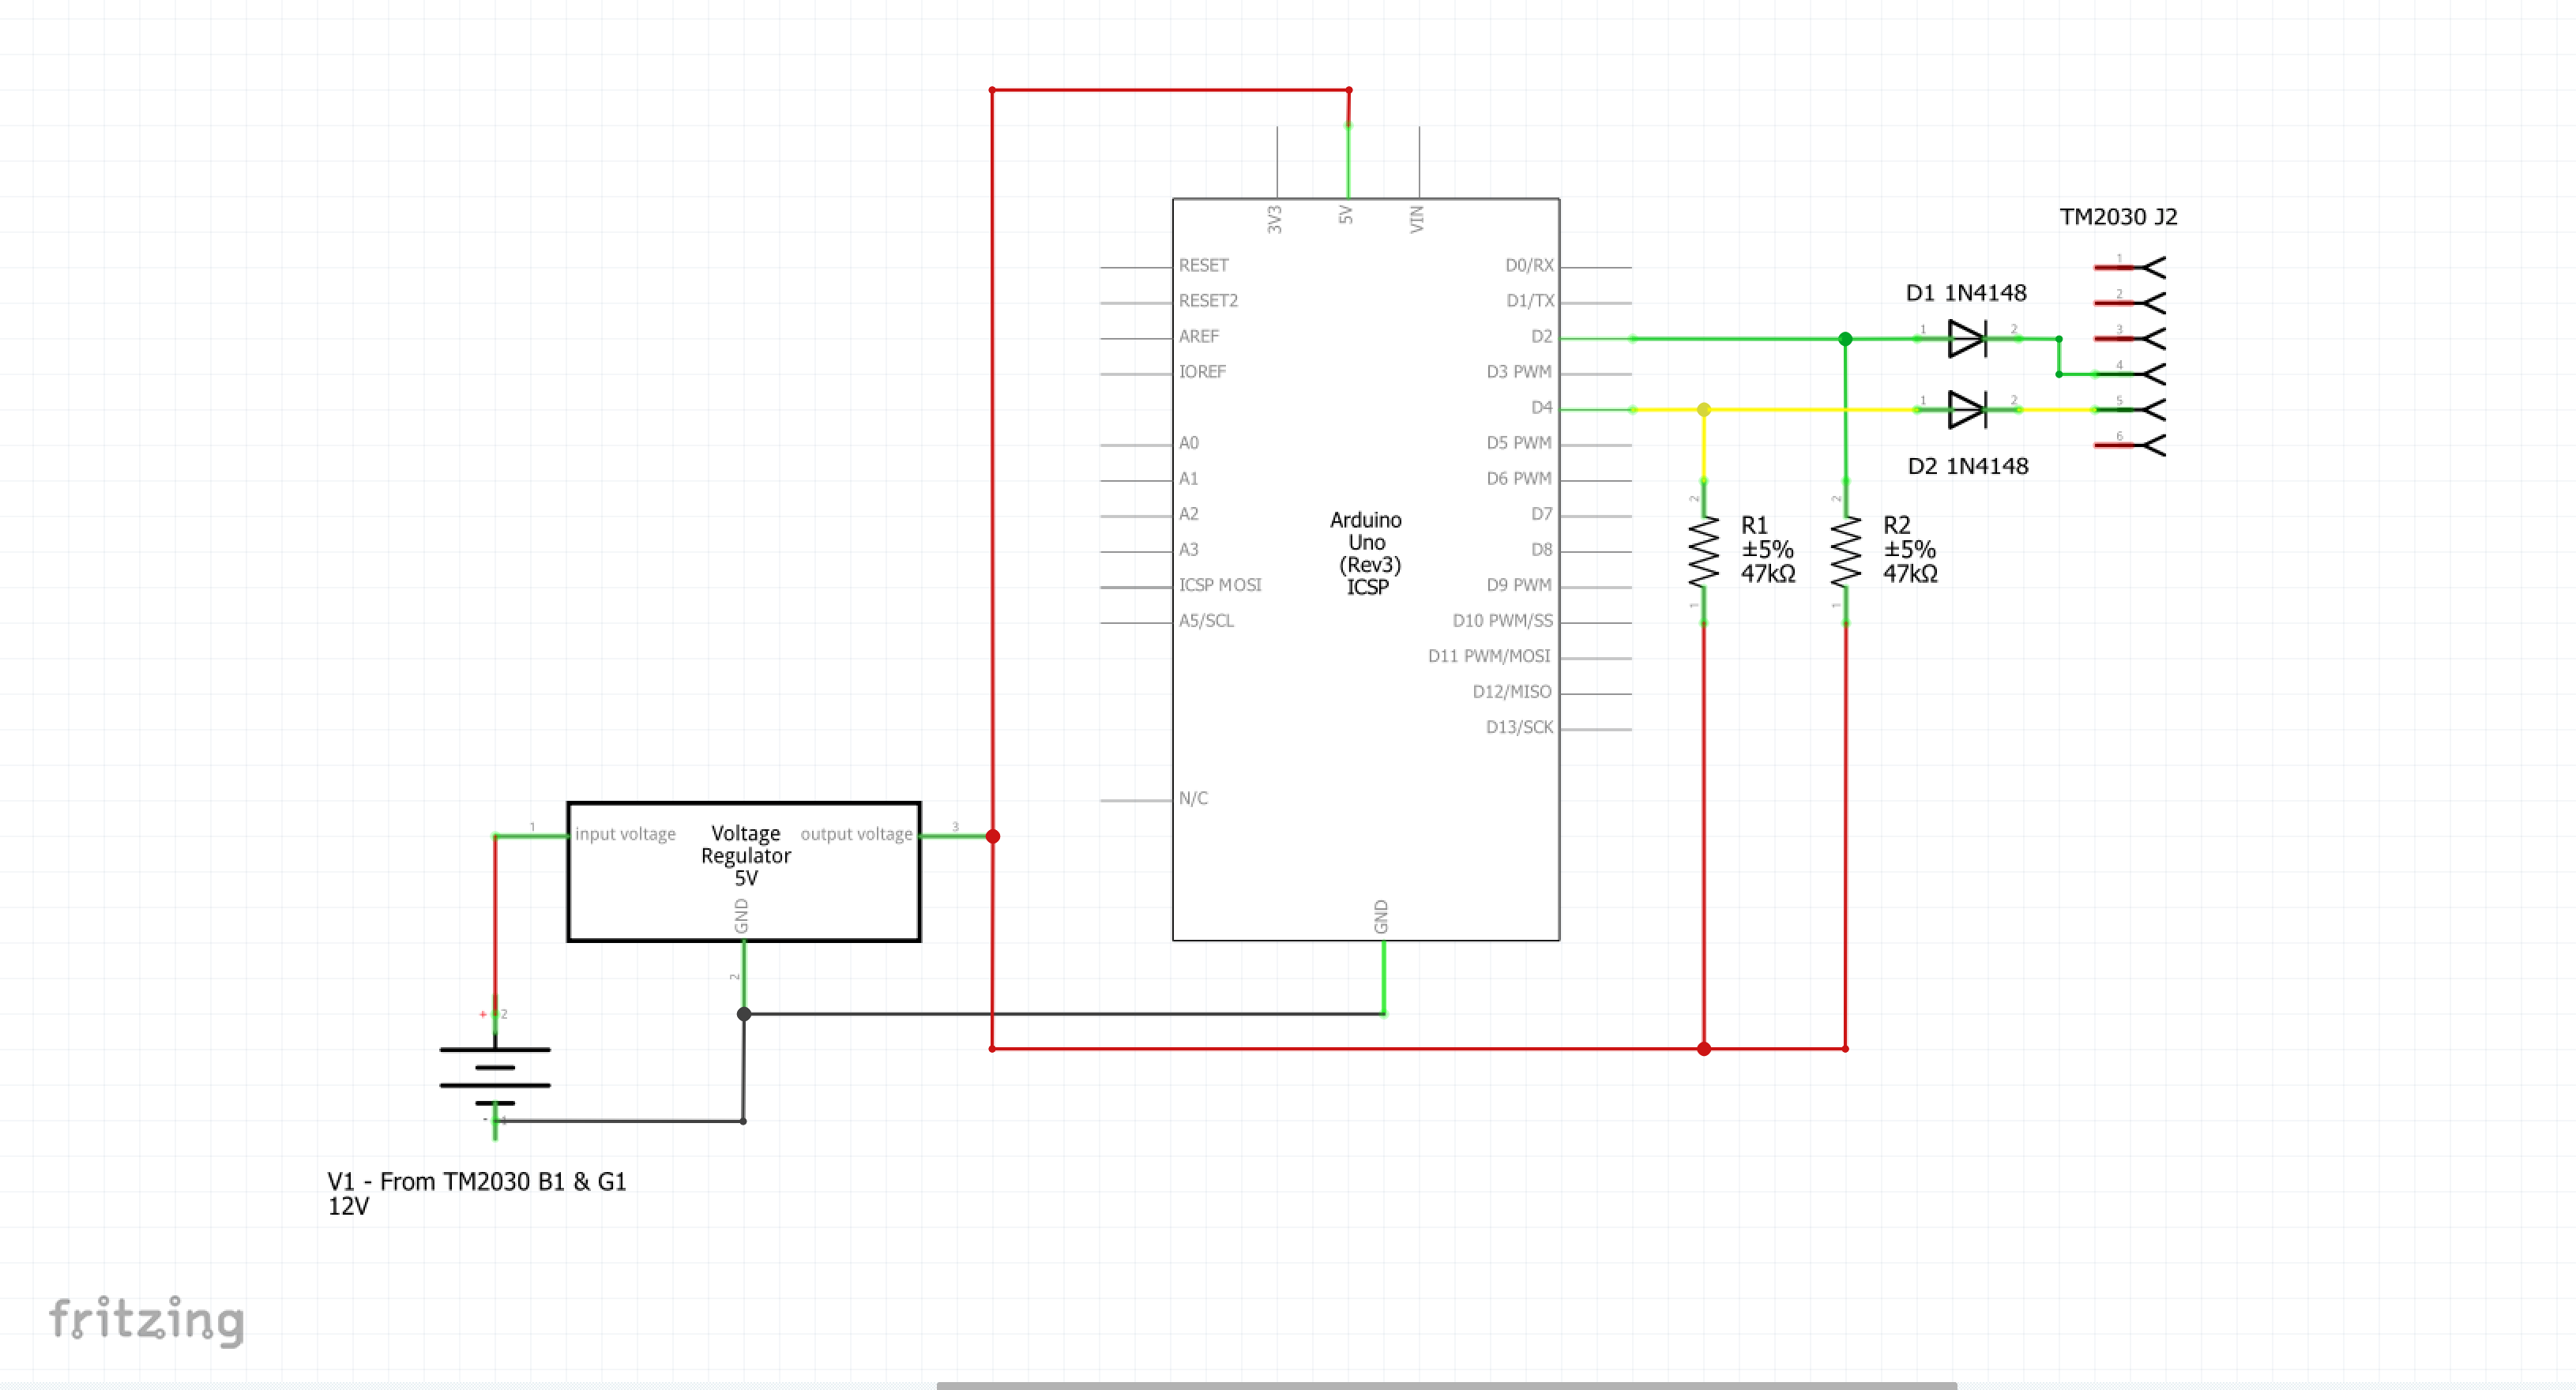 3V3
5V
VIN
TM2030 J2
RESET
RESET2
AREF
IOREF
A0
A1
A2
A3
ICSP MOSI
A5/SCL
N/C
Arduino
Uno
(Rev3)
ICSP
D0/RX
D1/TX
D2
D3 PWM
D4
D5 PWM
D6 PWM
D7
D8
D9 PWM
D10 PWM/SS
D11 PWM/MOSI
D12/MISO
D13/SCK
GND
D1 1N4148
1
2
D2 1N4148
1
2
1
2
3
4
5
6
2
R1
±5%
47kΩ
1
2
R2
±5%
47kΩ
1
1
input voltage
Voltage
Regulator
5V
output voltage
3
GND
2
+
2
-
1
V1 - From TM2030 B1 & G1
12V
fritzing